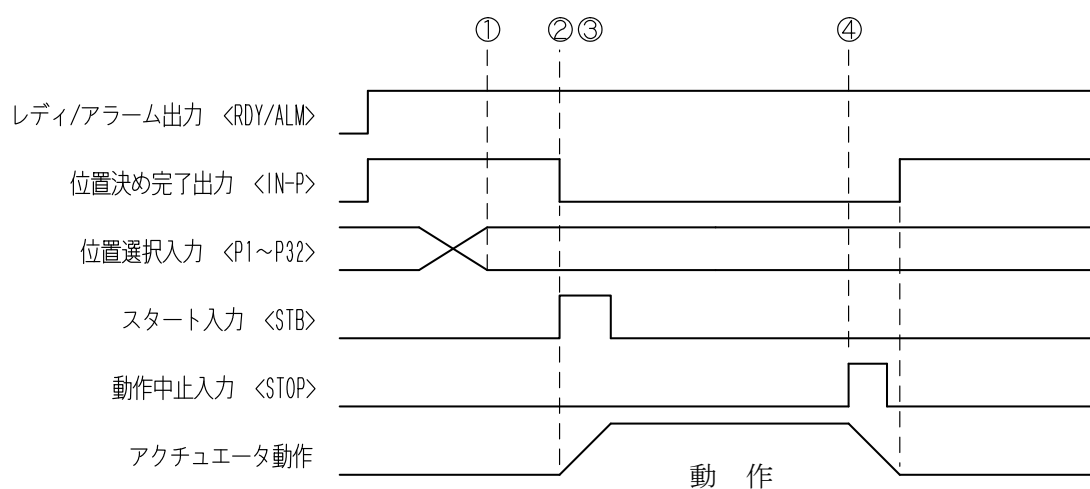 ① ②③ ④
レディ/アラーム出力 <RDY/ALM>
位置決め完了出力 <IN-P>
位置選択入力 <P1～P32>
スタート入力 <STB>
動作中止入力 <STOP>
アクチュエータ動作
動 作